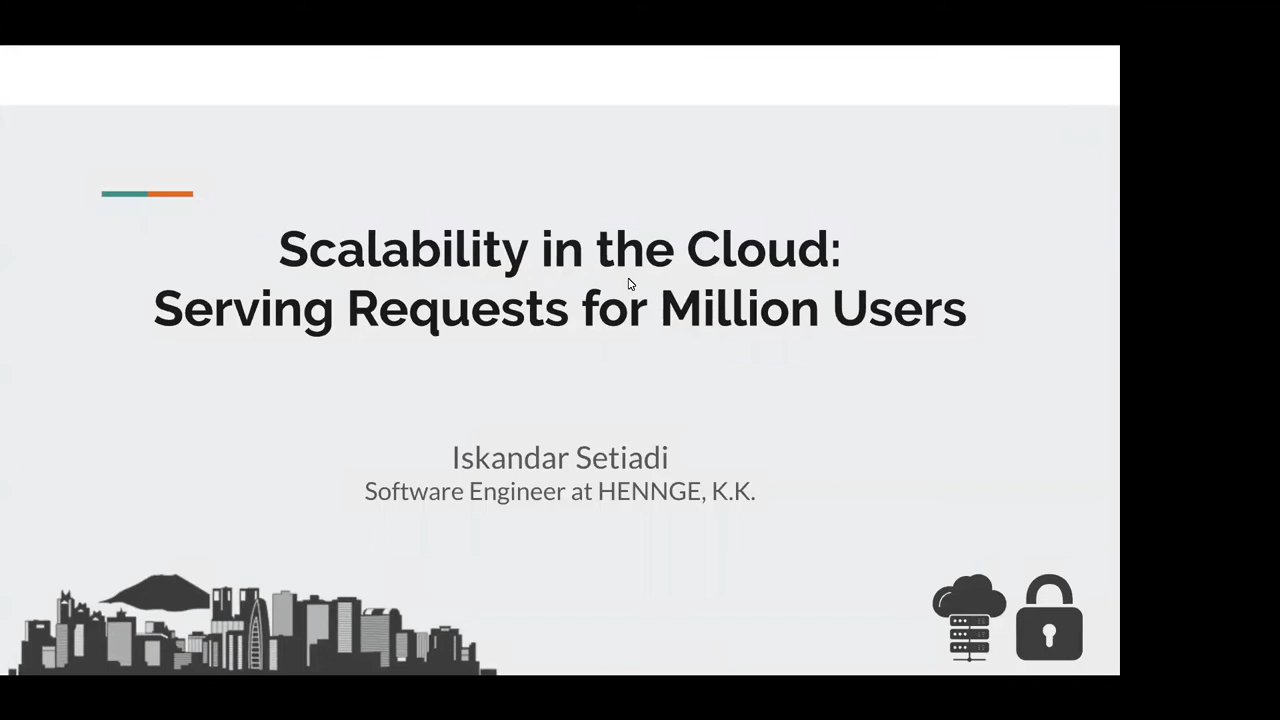 Scalability in the Cloud:
Serving Requests for Million Users
Iskandar Setiadi
Software Engineer at HENNGE, K.K.